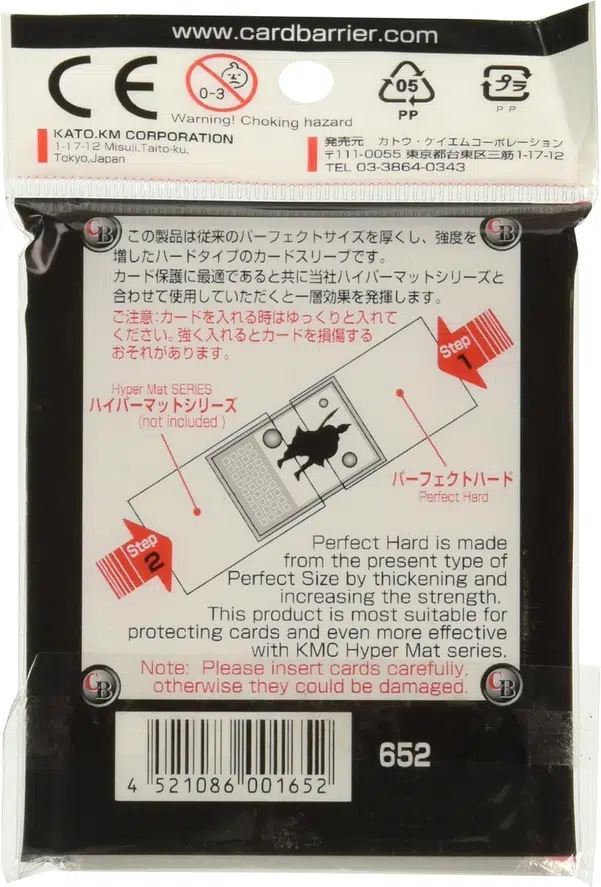 www.cardbarrier.com
CE
0-3
Warning! Choking hazard
05
PP
プラ
PP
KATO.KM CORPORATION
1-17-12 Misuji.Taito-ku,
Tokyo,Japan
発売元 カトウ・ケイエムコーポレーション
〒111-0055 東京都台東区三筋1-17-12
TEL 03-3864-0343
CB
CB
この製品は従来のパーフェクトサイズを厚くし、強度を
増したハードタイプのカードスリーブです。
カード保護に最適であると共に当社ハイパーマットシリーズと
合わせて使用していただくと一層効果を発揮します。
ご注意:カードを入れる時はゆっくりと入れて
ください。強く入れるとカードを損傷する
おそれがあります。
Step
1
Hyper Mat SERIES
ハイパーマットシリーズ
(not included )
パーフェクトハード
Perfect Hard
Step
2
Perfect Hard is made
from the present type of
Perfect Size by thickening and
increasing the strength.
This product is most suitable for
protecting cards and even more effective
with KMC Hyper Mat series.
Note: Please insert cards carefully,
otherwise they could be damaged.
CB
CB
652
4 521086 001652